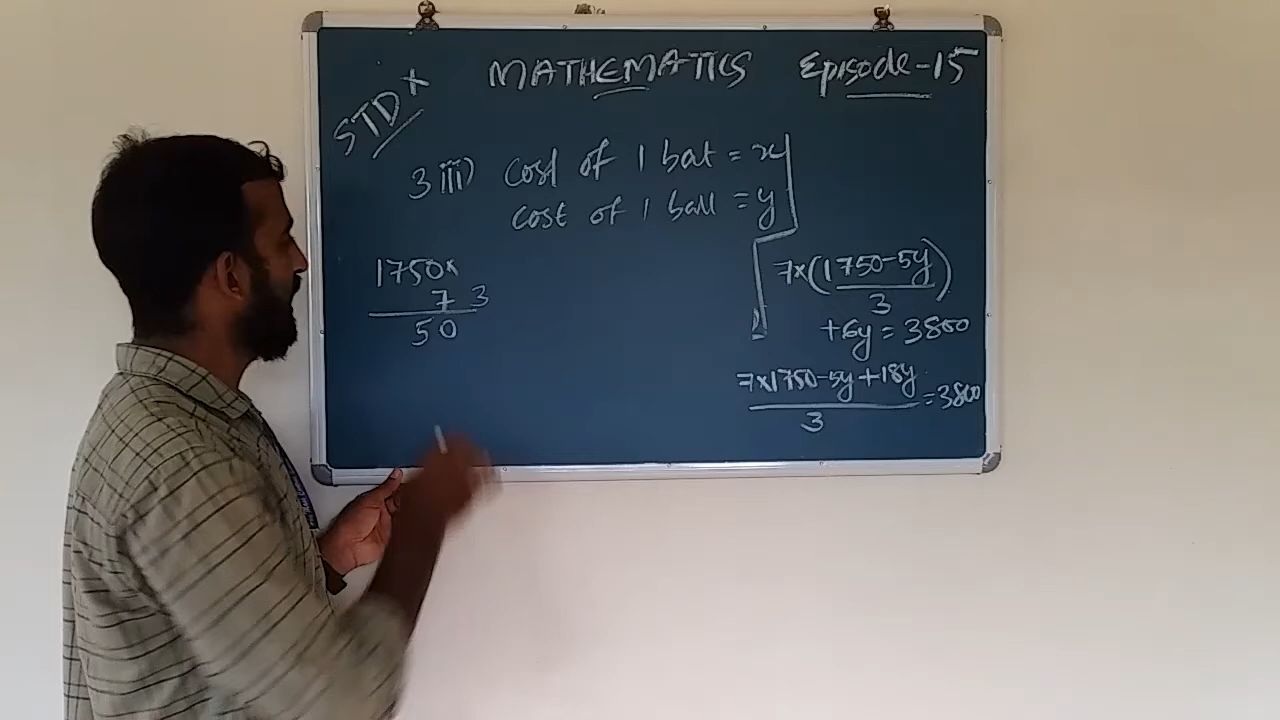 STD X
MATHEMATICS
Episode-15
3 iii) cost of 1 bat = x
cost of 1 ball = y
1750×
7 3
50
7×(1750-5y
3)
+6y = 3800
7×1750-5y+18y
3 = 3800